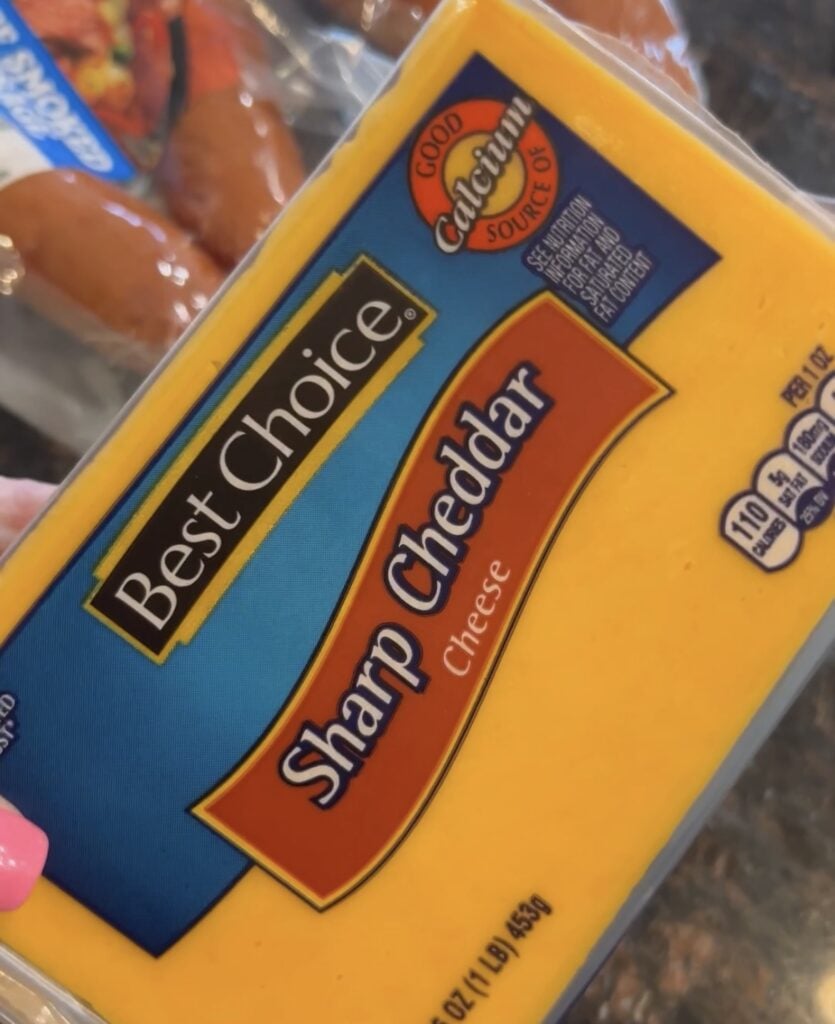 SMOKED
GOOD
Calcium
SOURCE OF
SEE NUTRITION
INFORMATION
FOR FAT AND
SATURATED
FAT CONTENT
Best Choice®
Sharp Cheddar
Cheese
PER 1 OZ
110
CALORIES
5g
SAT FAT
25% DV
180mg
OZ (1 LB) 453g